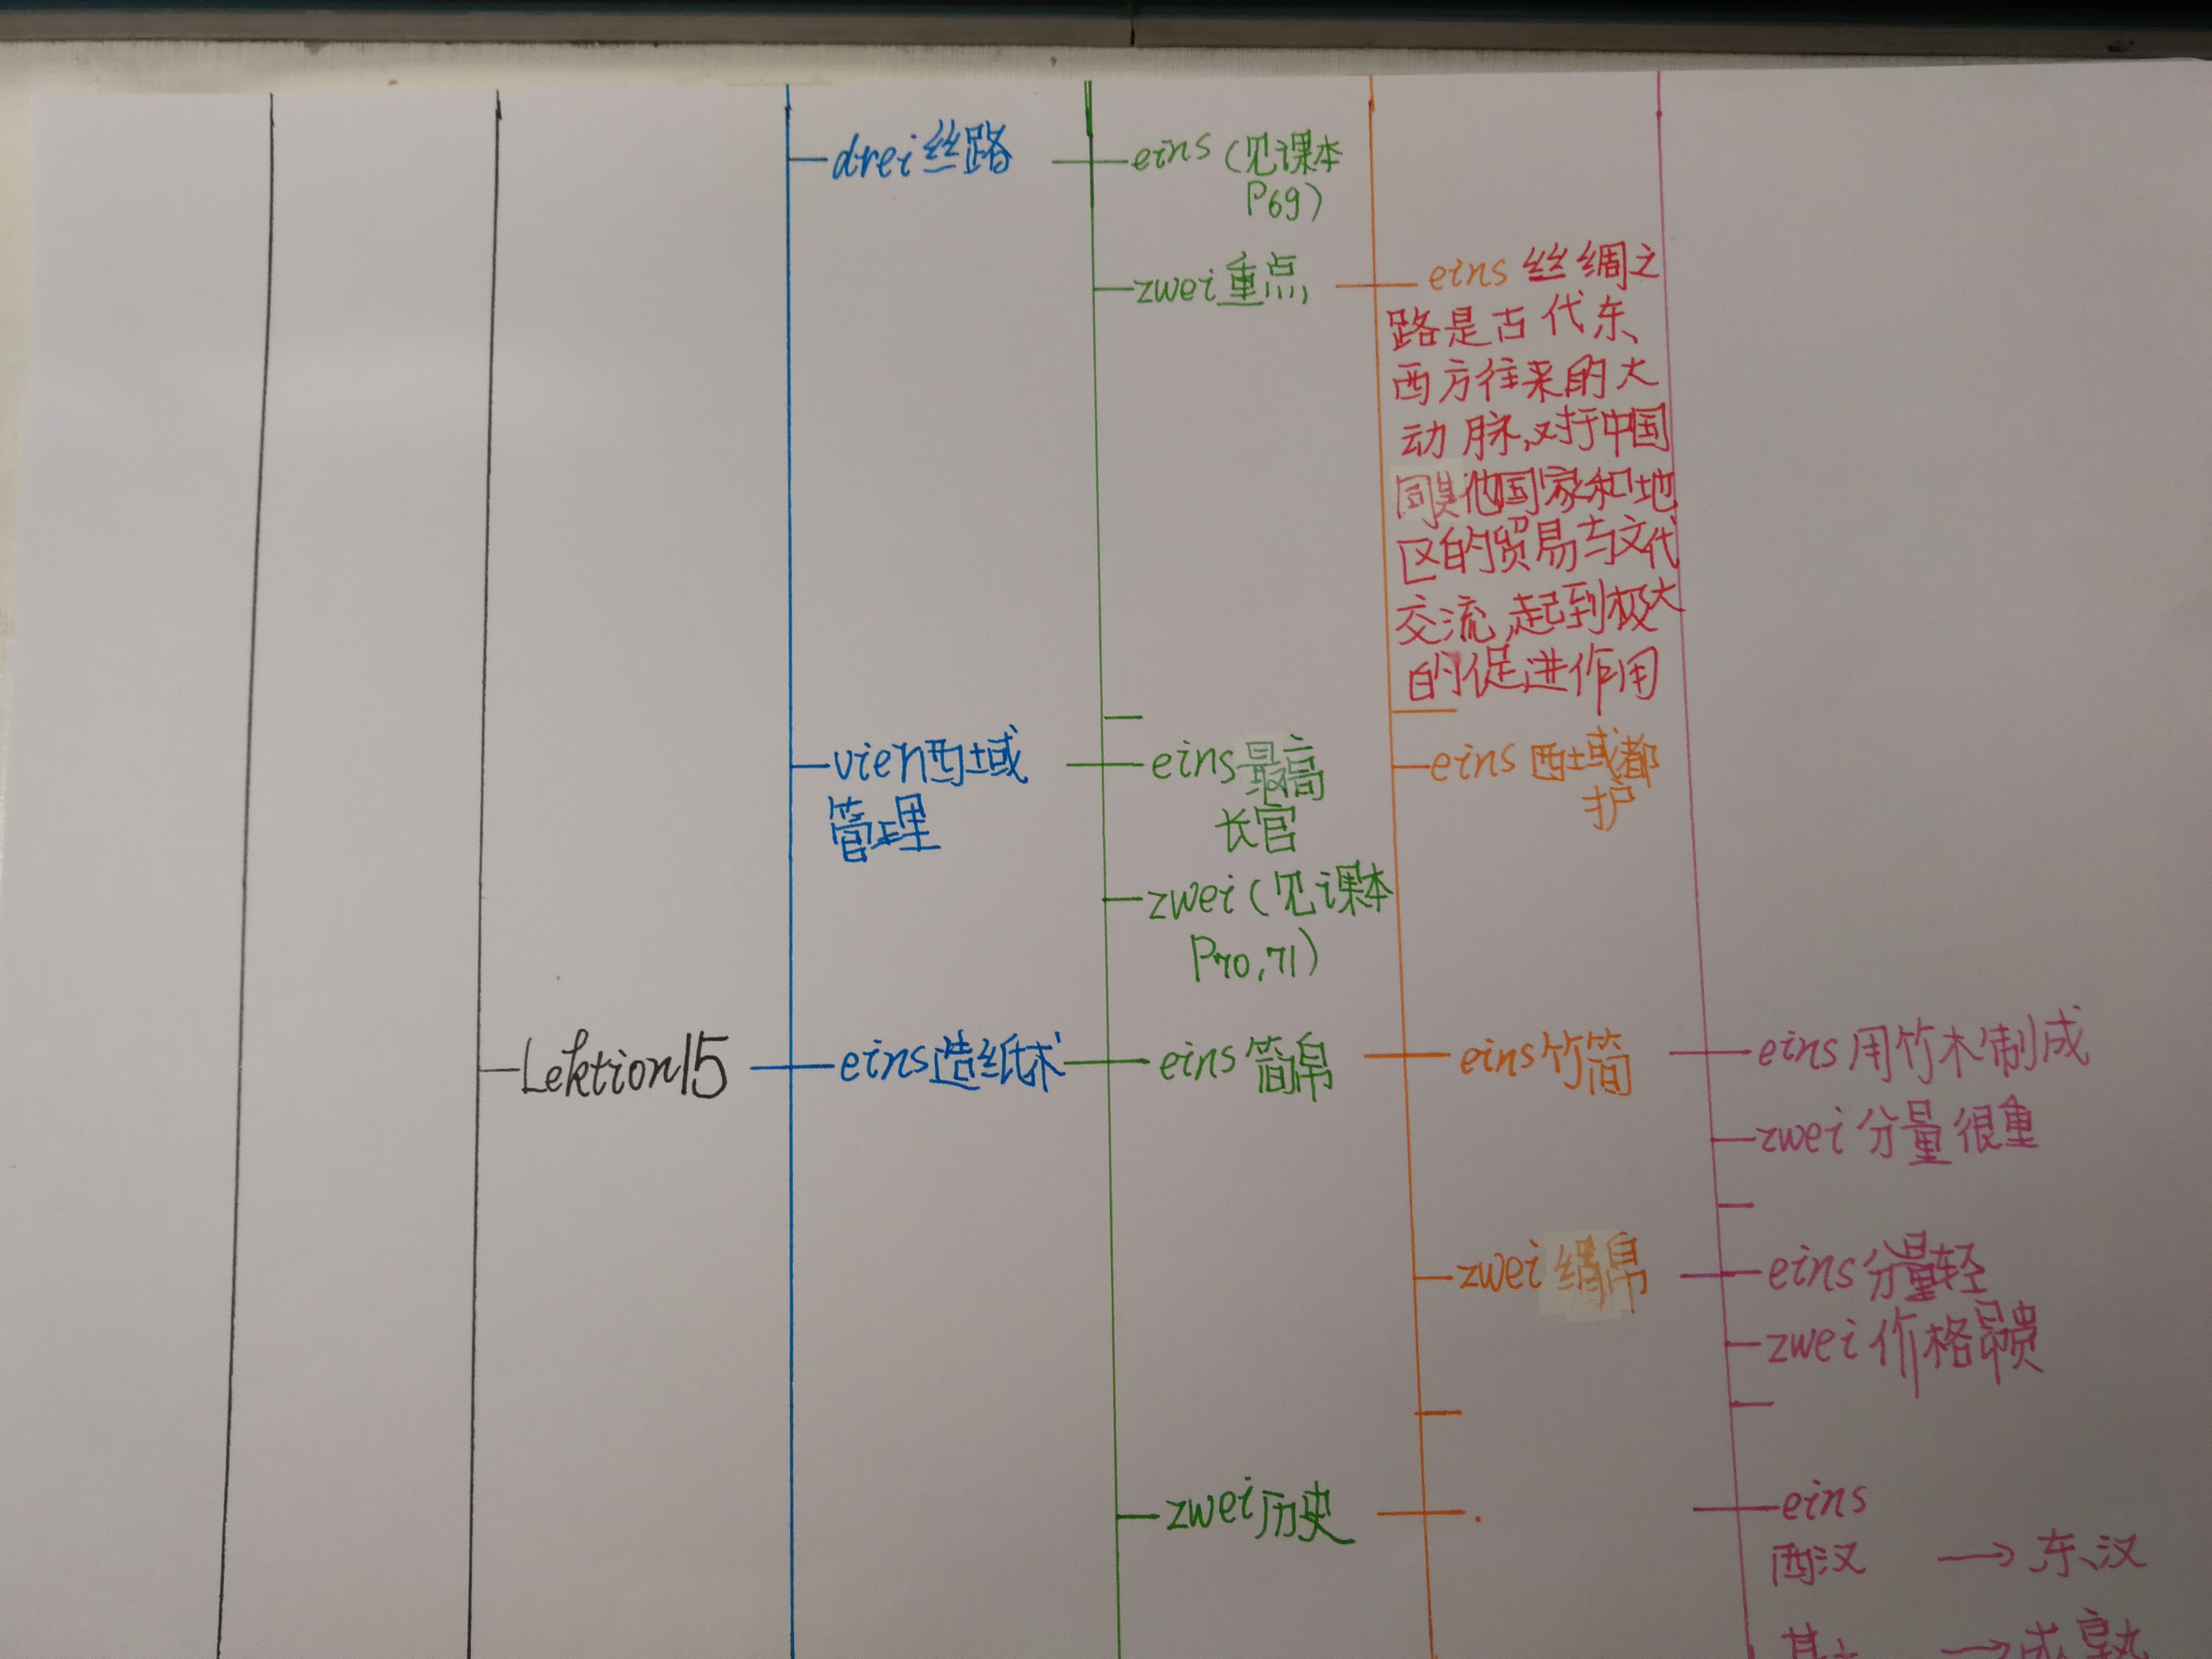 drei 丝路
eins (见课本
P69)
zwei 重点
eins 丝绸之
路是古代东
西方往来的大
动脉,对于中国
同其他国家和地
区的贸易与文化
交流,起到极大
的促进作用
vier 西域
管理
eins 最高
长官
eins 西域都
护
zwei (见课本
P70,71)
Lektion 15
eins 造纸术
eins 简帛
eins 竹简
eins 用竹木制成
zwei 分量很重
zwei 绢帛
eins 分量轻
zwei 价格昂贵
zwei 历史
eins
西汉 → 东汉
→成熟